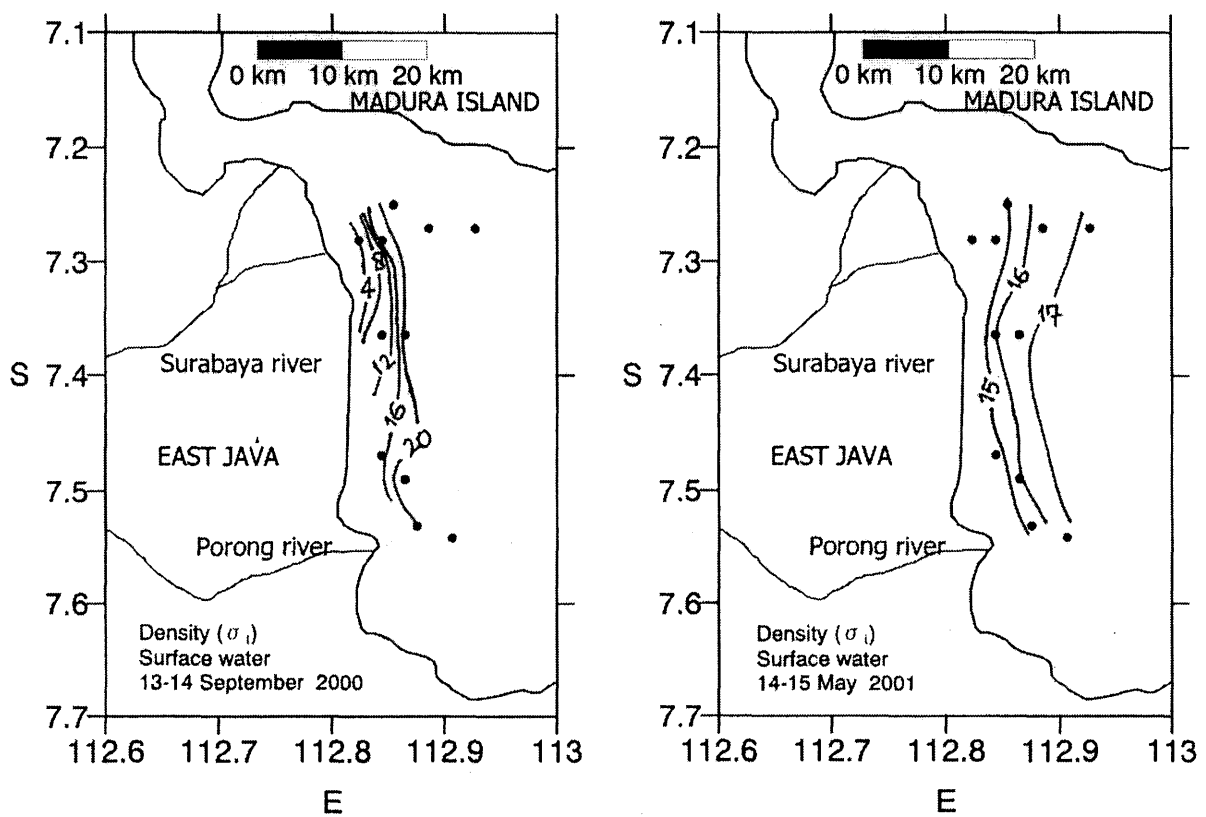 7.1
0 km 10 km 20 km
MADURA ISLAND
7.2
7.3
8
4
Surabaya river
12
S
7.4
16
20
EAST JAVA
7.5
Porong river
7.6
Density (σ t)
Surface water
13-14 September 2000
7.7
112.6 112.7 112.8 112.9 113
E
7.1
0 km 10 km 20 km
MADURA ISLAND
7.2
7.3
16
17
Surabaya river
S
7.4
15
EAST JAVA
7.5
Porong river
7.6
Density (σ t)
Surface water
14-15 May 2001
7.7
112.6 112.7 112.8 112.9 113
E